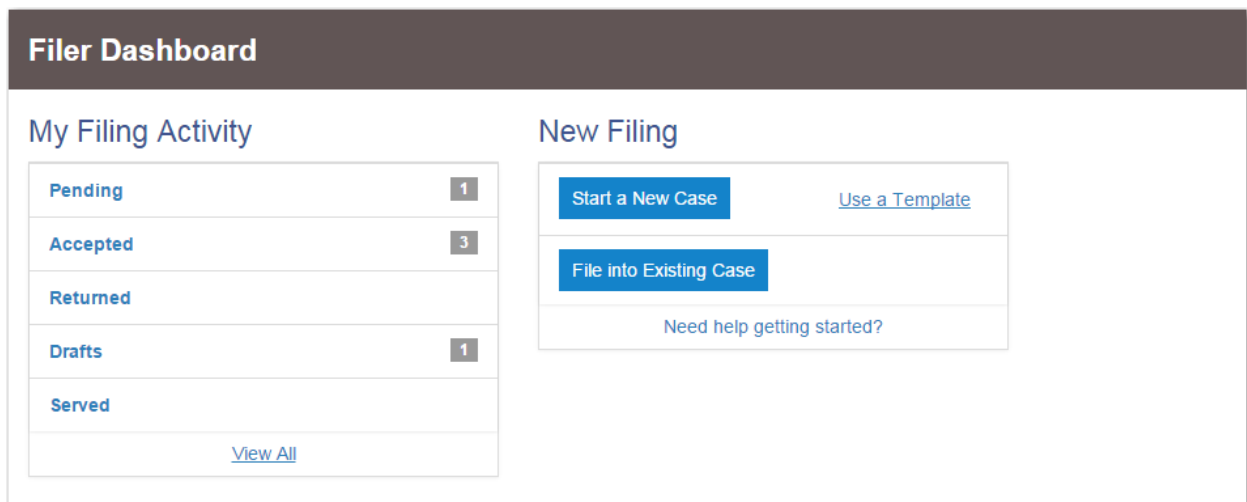 Filer Dashboard
My Filing Activity
Pending 1
Accepted 3
Returned
Drafts 1
Served
View All
New Filing
Start a New Case Use a Template
File into Existing Case
Need help getting started?